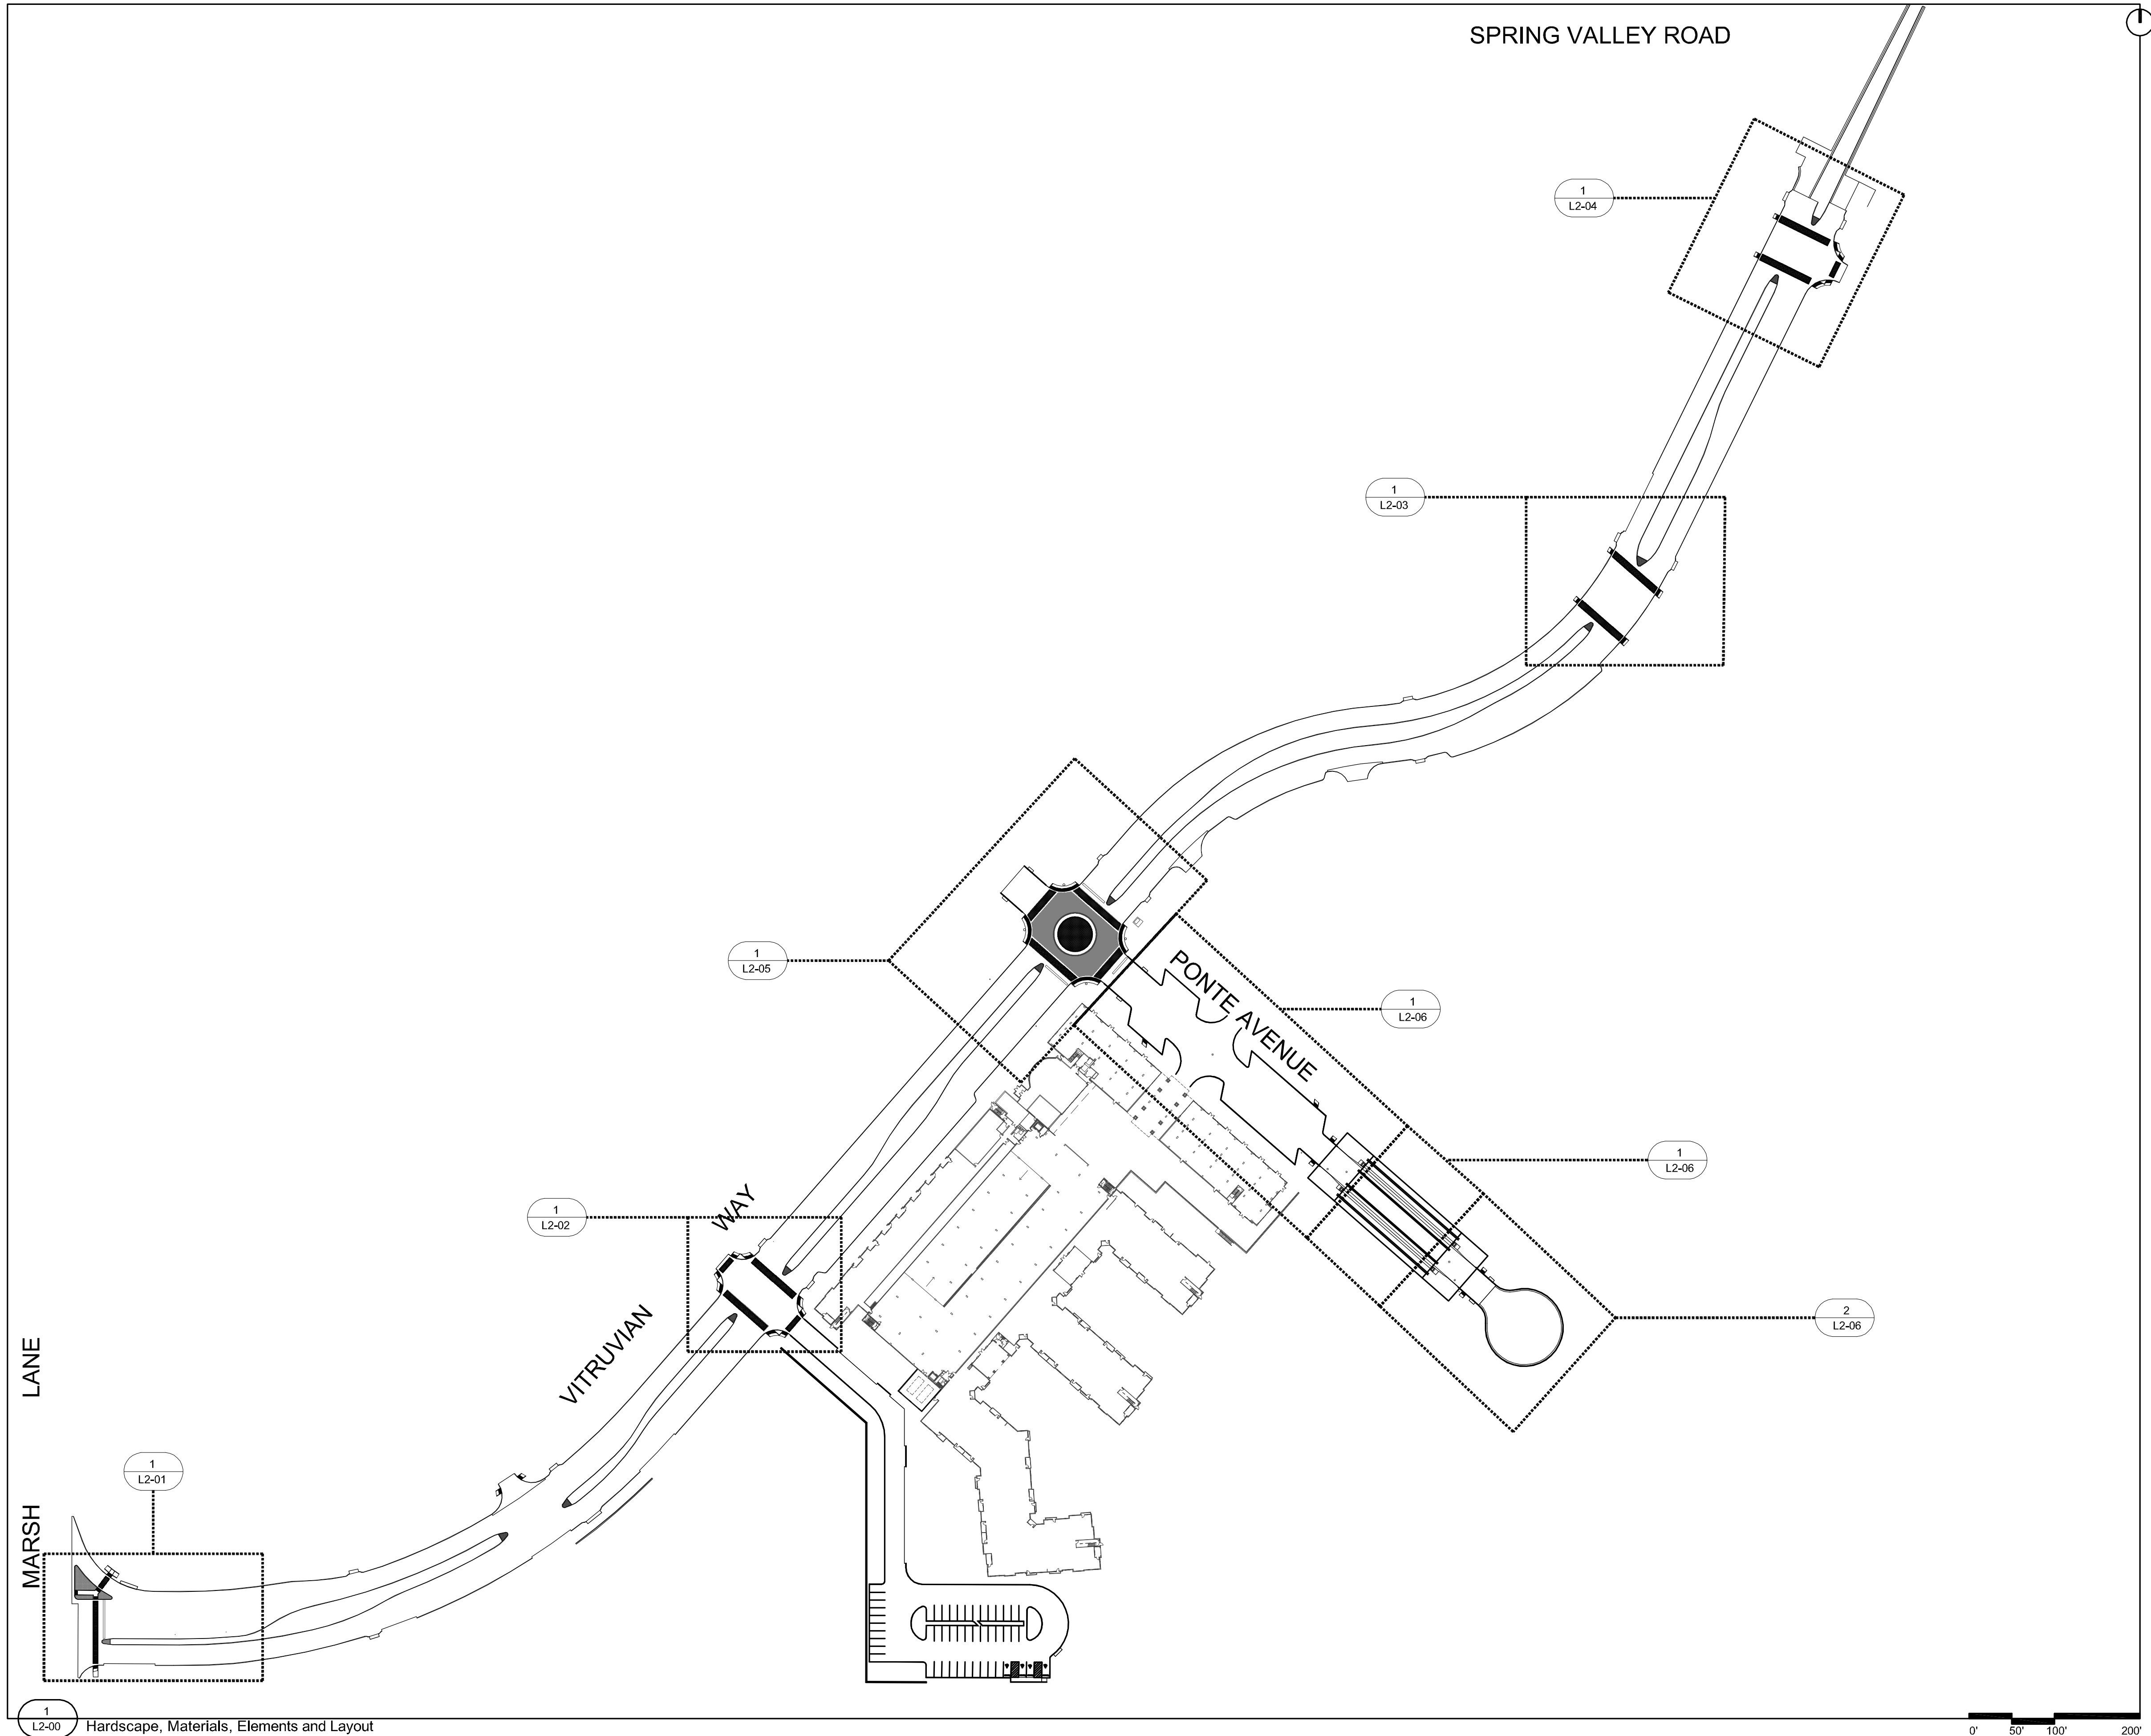 SPRING VALLEY ROAD
1
L2-04
1
L2-03
1
L2-05
PONTE AVENUE
1
L2-06
1
L2-06
1
L2-02
VITRUVIAN WAY
2
L2-06
MARSH LANE
1
L2-01
1
L2-00
Hardscape, Materials, Elements and Layout
0' 50' 100' 200'